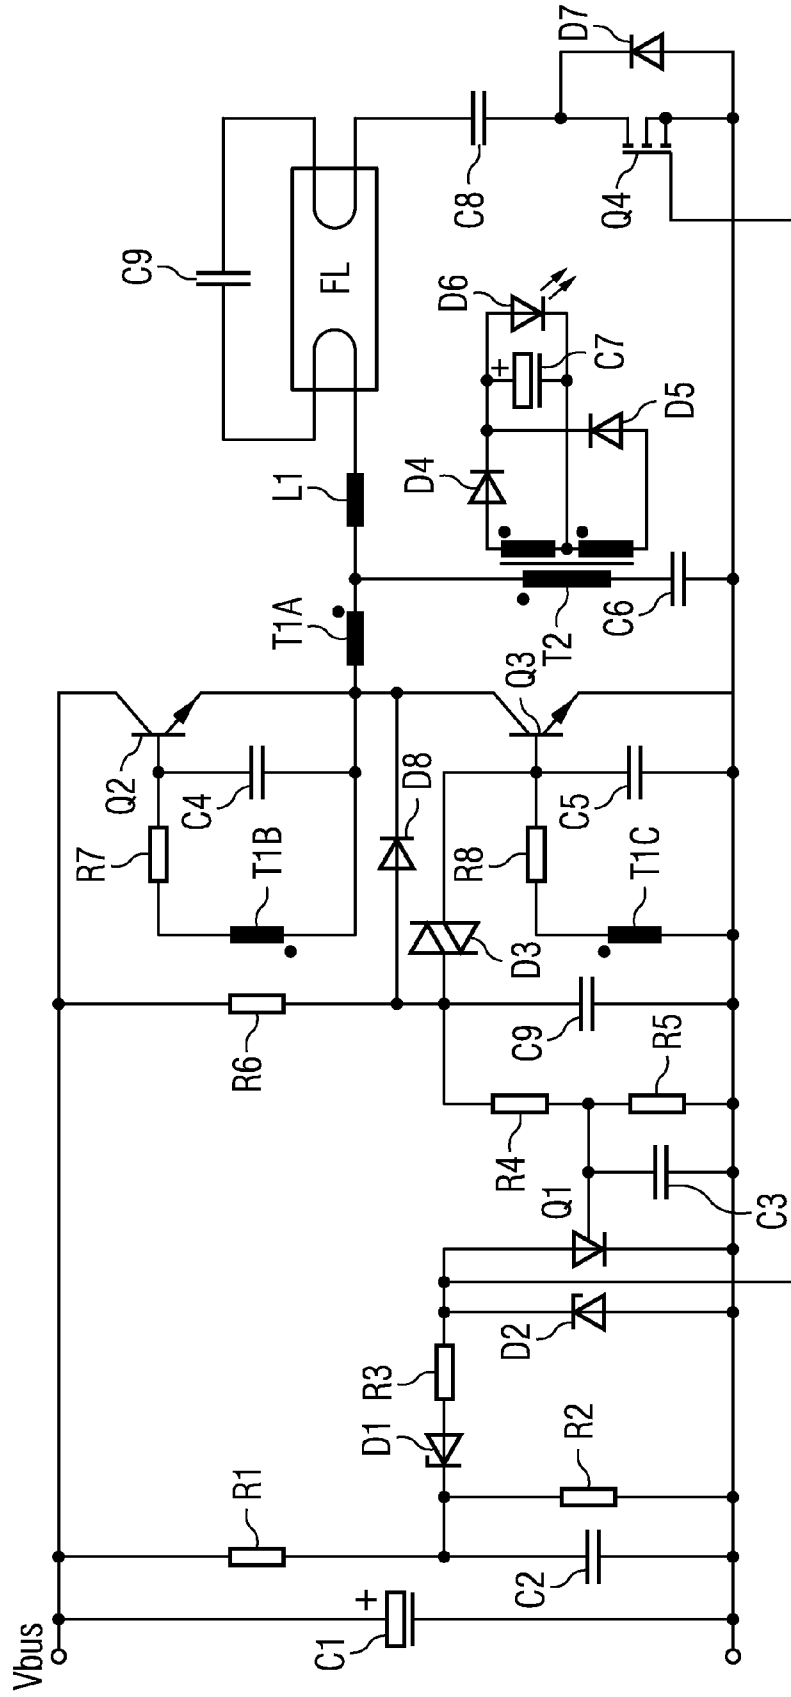 Vbus
C1
R1
C2
R2
D1
R3
D2
Q1
C3
R4
R5
R6
C9
D3
D8
T1B
R7
C4
Q2
T1C
R8
C5
Q3
T1A
T2
C6
L1
D4
D5
C7
D6
FL
C9
C8
Q4
D7